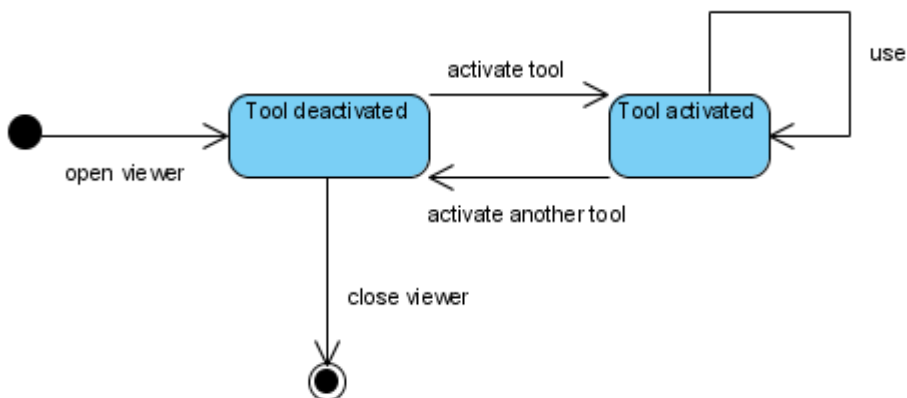 use
activate tool
Tool deactivated
Tool activated
open viewer
activate another tool
close viewer